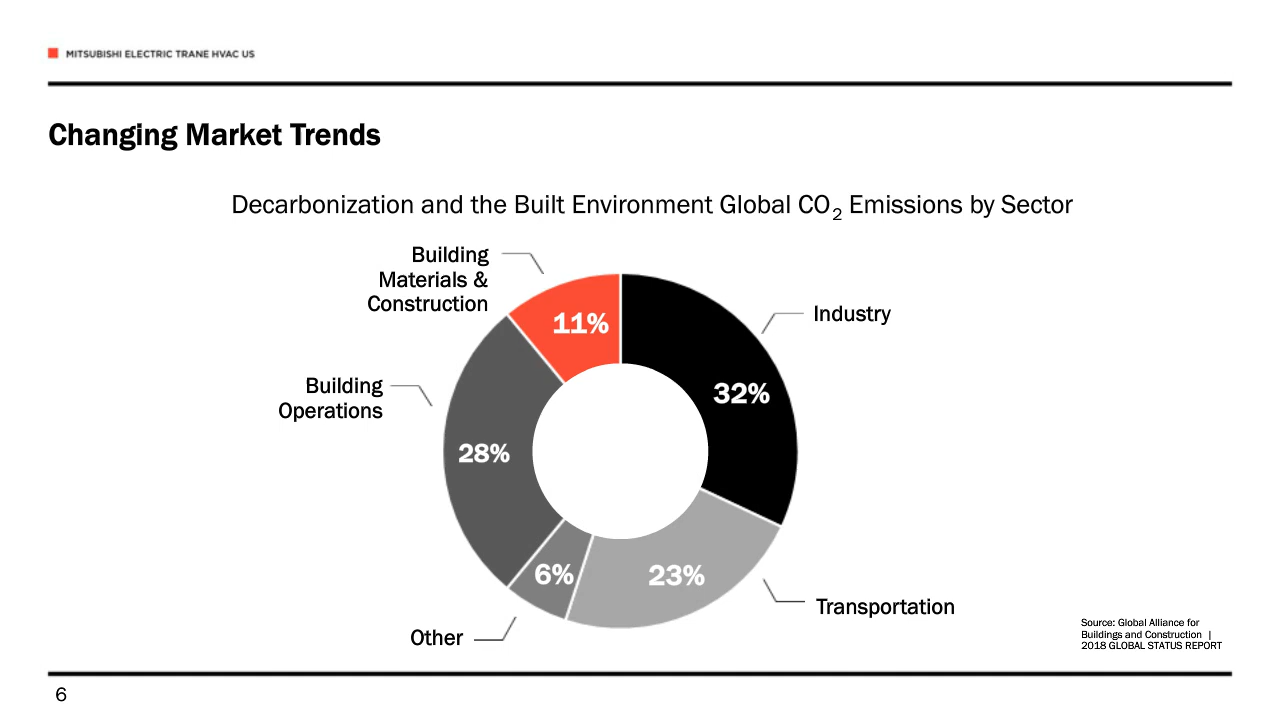 MITSUBISHI ELECTRIC TRANE HVAC US
Changing Market Trends
Decarbonization and the Built Environment Global CO₂ Emissions by Sector
Building
Materials &
Construction
11%
Industry
32%
Building
Operations
28%
6%
23%
Transportation
Other
Source: Global Alliance for
Buildings and Construction |
2018 GLOBAL STATUS REPORT
6